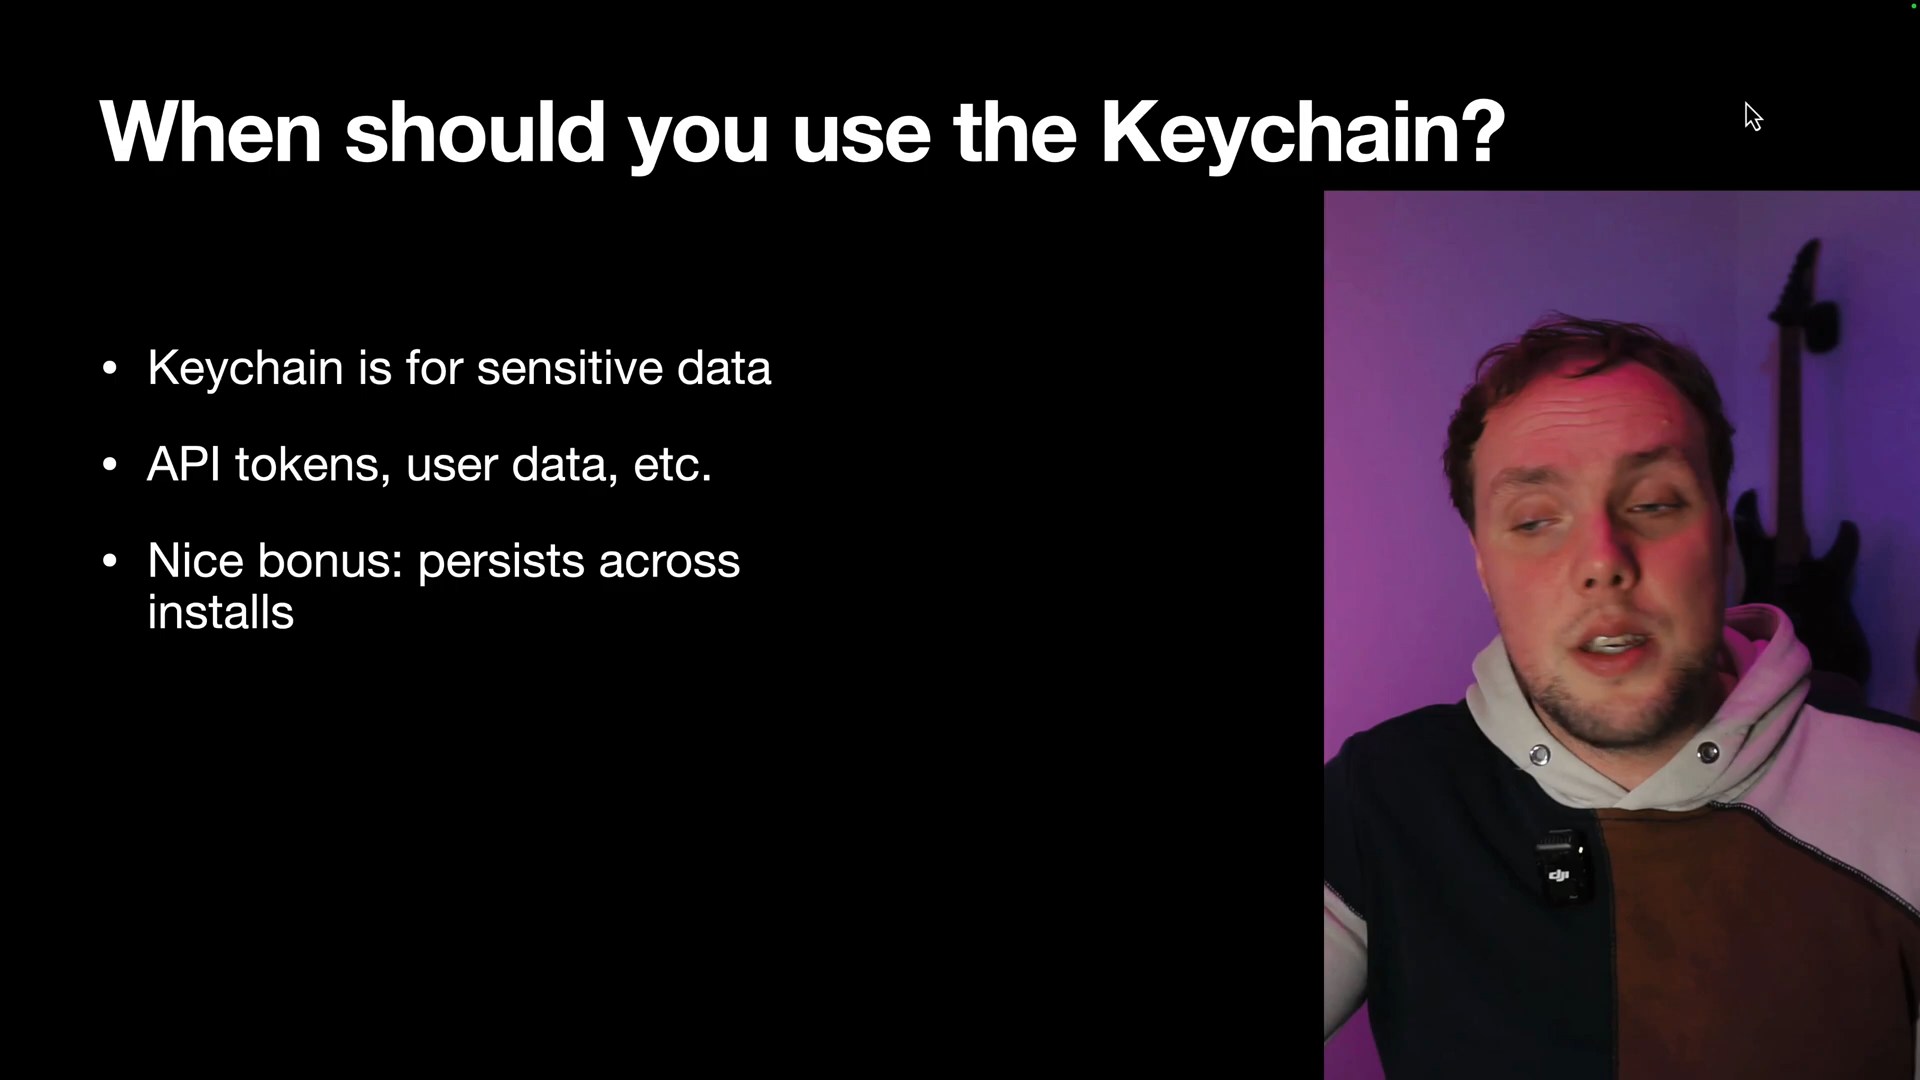 When should you use the Keychain?
• Keychain is for sensitive data
• API tokens, user data, etc.
• Nice bonus: persists across
installs
dji